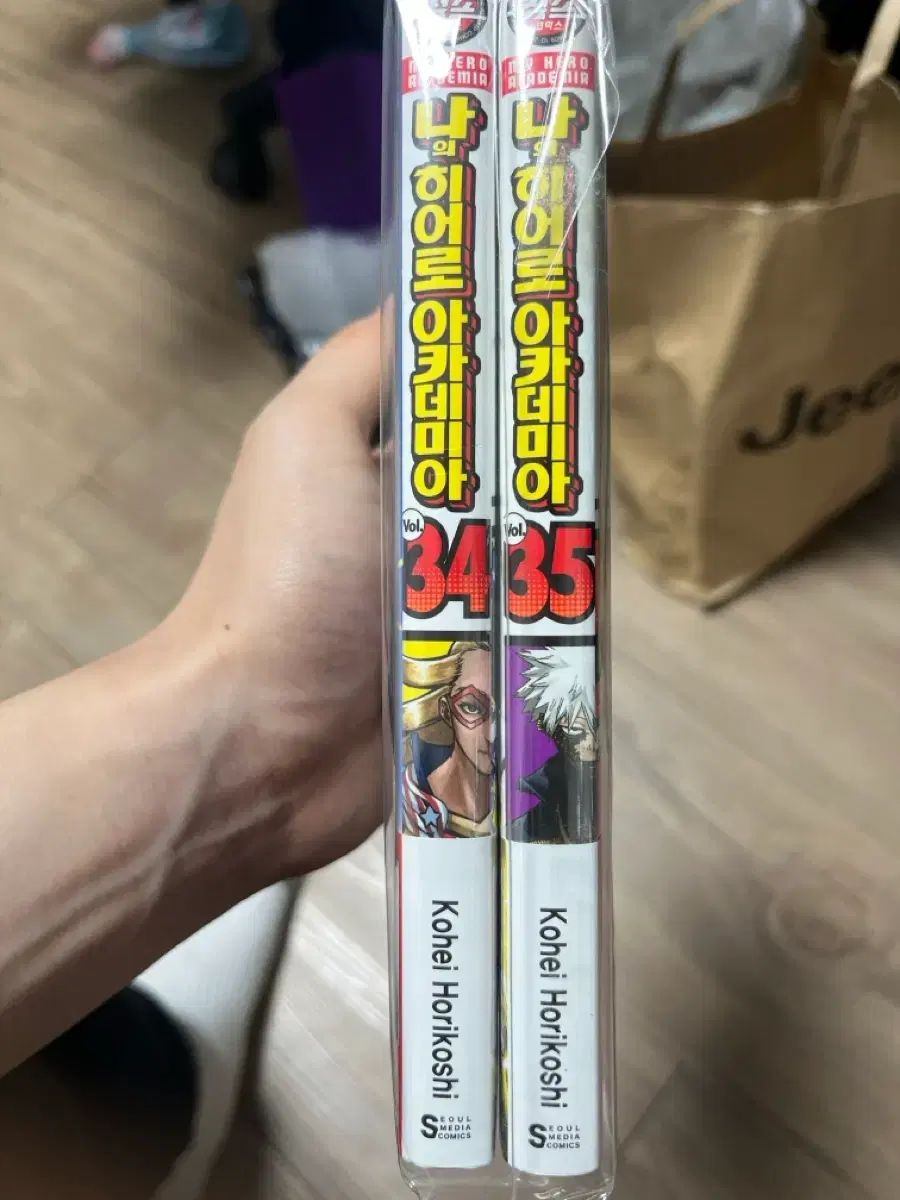 MY HERO
ACADEMIA
나의 히어로 아카데미아
Vol.
34
Kohei Horikoshi
SEOUL
MEDIA
COMICS
MY HERO
ACADEMIA
나의 히어로 아카데미아
Vol.
35
Kohei Horikoshi
SEOUL
MEDIA
COMICS
Jee